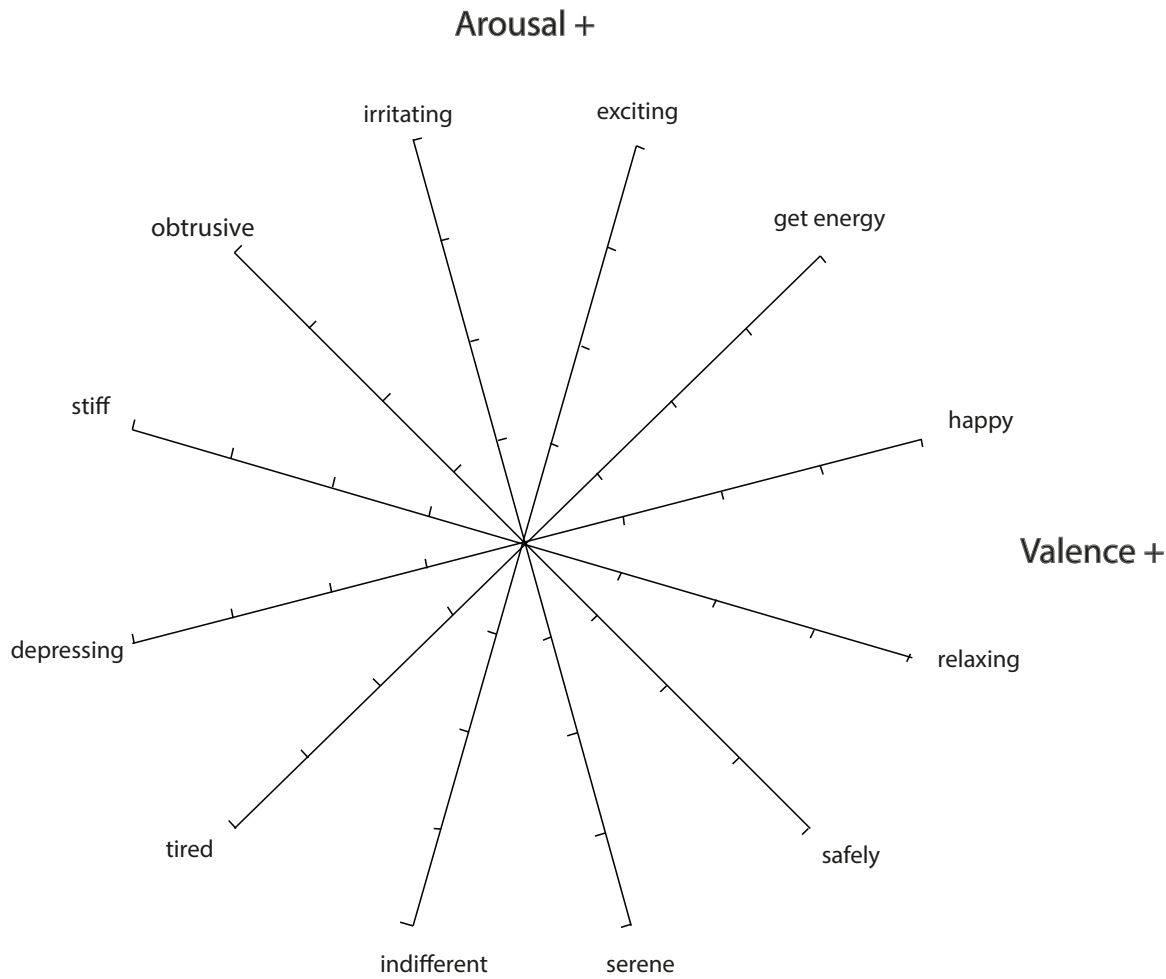 Arousal +
irritating
exciting
obtrusive
get energy
stiff
happy
Valence +
depressing
relaxing
tired
safely
indifferent
serene